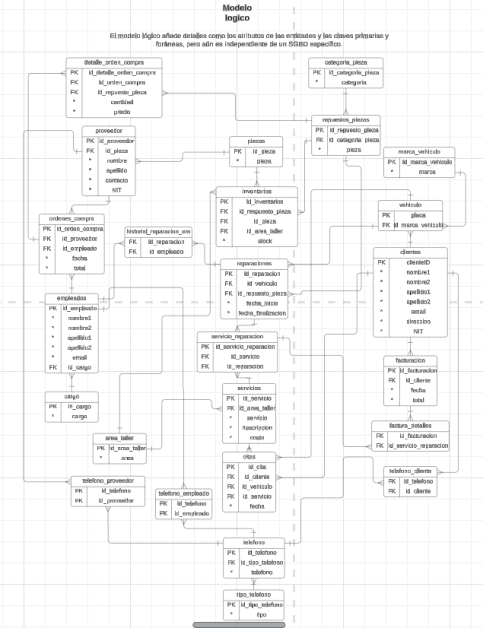 Modelo
logico
El modelo lógico añade detalles como los atributos de las entidades y las claves primarias y
foráneas, pero aún es independiente de un SGBD específico.
detalle_orden_compra
PK id_detalle_orden_compra
FK id_orden_compra
FK id_repuesto_pieza
* cantidad
* precio
categoria_pieza
PK id_categoria_pieza
* categoria
repuestos_piezas
PK id_repuesto_pieza
FK id_categoria_pieza
* pieza
proveedor
PK id_proveedor
FK id_pieza
* nombre
* apellido
* contacto
* NIT
piezas
PK id_pieza
* pieza
marca_vehiculo
PK id_marca_vehiculo
* marca
inventarios
PK id_inventarios
FK id_respuesto_pieza
FK id_pieza
FK id_area_taller
* stock
vehiculo
PK placa
FK id_marca_vehiculo
ordenes_compra
PK id_orden_compra
FK id_proveedor
FK id_empleado
* fecha
* total
historial_reparacion_em
FK id_reparacion
FK id_empleado
clientes
PK clienteID
* nombre1
* nombre2
* apellido1
* apellido2
* email
* direccion
* NIT
reparaciones
PK id_reparacion
FK id_vehiculo
FK id_repuesto_pieza
* fecha_inicio
* fecha_finalizacion
empleados
PK id_empleado
* nombre1
* nombre2
* apellido1
* apellido2
* email
FK id_cargo
servicio_reparacion
PK id_servicio_reparacion
FK id_servicio
FK id_reparacion
facturacion
PK id_facturacion
FK id_cliente
* fecha
* total
cargo
PK id_cargo
* cargo
servicios
PK id_servicio
FK id_area_taller
* servicio
* costo
factura_detalles
FK id_facturacion
FK id_servicio_reparacion
area_taller
PK id_area_taller
* area
citas
PK id_cita
FK id_cliente
FK id_vehiculo
FK id_servicio
* fecha
telefono_cliente
FK id_telefono
FK id_cliente
telefono_proveedor
FK id_telefono
FK id_proveedor
telefono_empleado
FK id_telefono
FK id_empleado
telefono
PK id_telefono
FK id_tipo_telefono
* telefono
tipo_telefono
PK id_tipo_telefono
* tipo